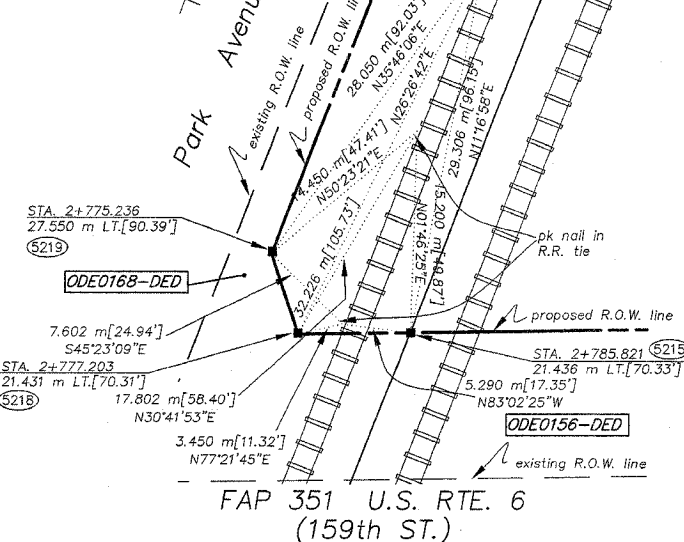 Park Avenu
existing R.O.W. line
proposed R.O.W. li
28.050 m[92.03']
N35°46'06"E
N26°26'42"E
29.306 m[96.15']
N11°16'58"E
14.450 m[47.41']
N50°23'21"E
32.226 m[105.73']
15.200 m[49.87']
N01°46'25"E
STA. 2+775.236
27.550 m LT.[90.39']
5219
ODE0168-DED
pk nail in
R.R. tie
7.602 m[24.94']
S45°23'09"E
proposed R.O.W. line
STA. 2+777.203
21.431 m LT.[70.31']
5218
STA. 2+785.821 5215
21.436 m LT.[70.33']
17.802 m[58.40']
N30°41'53"E
5.290 m[17.35']
N83°02'25"W
3.450 m[11.32']
N77°21'45"E
ODE0156-DED
existing R.O.W. line
FAP 351 U.S. RTE. 6
(159th ST.)